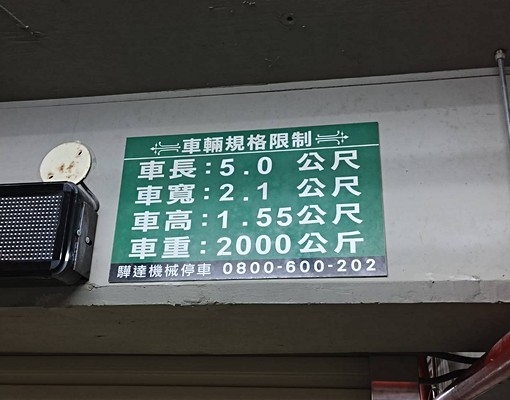 車輛規格限制
車長：5.0 公尺
車寬：2.1 公尺
車高：1.55公尺
車重：2000公斤
驊達機械停車 0800-600-202